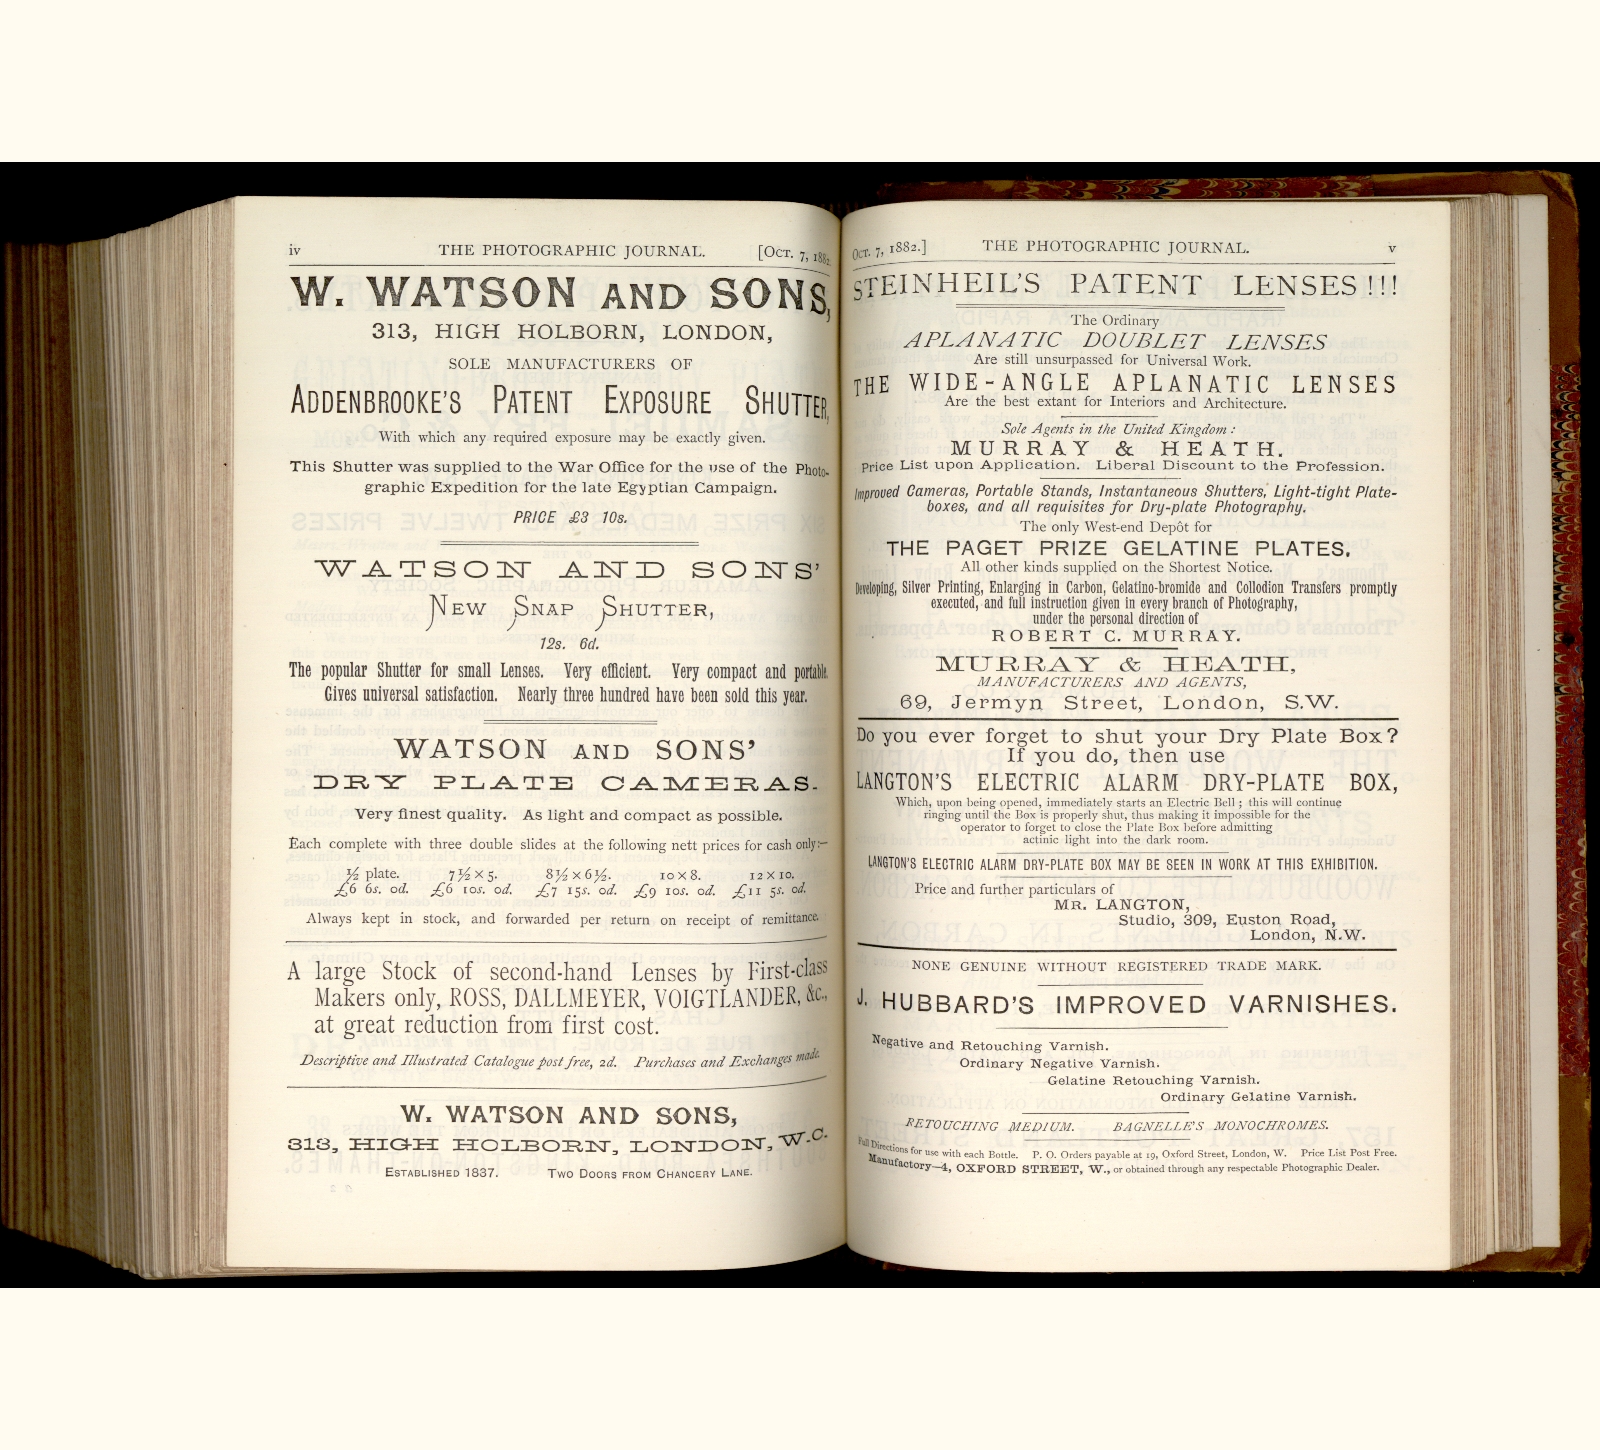 iv THE PHOTOGRAPHIC JOURNAL. [Oct. 7, 1882.
W. WATSON AND SONS,
313, HIGH HOLBORN, LONDON,
SOLE MANUFACTURERS OF
ADDENBROOKE'S PATENT EXPOSURE SHUTTER,
With which any required exposure may be exactly given.
This Shutter was supplied to the War Office for the use of the Photo-
graphic Expedition for the late Egyptian Campaign.
PRICE £3 10s.
WATSON AND SONS'
NEW SNAP SHUTTER,
12s. 6d.
The popular Shutter for small Lenses. Very efficient. Very compact and portable.
Gives universal satisfaction. Nearly three hundred have been sold this year.
WATSON AND SONS'
DRY PLATE CAMERAS.
Very finest quality. As light and compact as possible.
Each complete with three double slides at the following nett prices for cash only:—
½ plate. 7½ × 5. 8½ × 6½. 10 × 8. 12 × 10.
£6 6s. 0d. £6 10s. 0d. £7 15s. 0d. £9 10s. 0d. £11 5s. 0d.
Always kept in stock, and forwarded per return on receipt of remittance.
A large Stock of second-hand Lenses by First-class
Makers only, ROSS, DALLMEYER, VOIGTLANDER, &c.,
at great reduction from first cost.
Descriptive and Illustrated Catalogue post free, 2d. Purchases and Exchanges made.
W. WATSON AND SONS,
313, HIGH HOLBORN, LONDON, W.C.
ESTABLISHED 1837. TWO DOORS FROM CHANCERY LANE.
Oct. 7, 1882.] THE PHOTOGRAPHIC JOURNAL. v
STEINHEIL'S PATENT LENSES!!!
The Ordinary
APLANATIC DOUBLET LENSES
Are still unsurpassed for Universal Work.
THE WIDE-ANGLE APLANATIC LENSES
Are the best extant for Interiors and Architecture.
Sole Agents in the United Kingdom:
MURRAY & HEATH.
Price List upon Application. Liberal Discount to the Profession.
Improved Cameras, Portable Stands, Instantaneous Shutters, Light-tight Plate-
boxes, and all requisites for Dry-plate Photography.
The only West-end Depôt for
THE PAGET PRIZE GELATINE PLATES.
All other kinds supplied on the Shortest Notice.
Developing, Silver Printing, Enlarging in Carbon, Gelatino-bromide and Collodion Transfers promptly
executed, and full instruction given in every branch of Photography,
under the personal direction of
ROBERT C. MURRAY.
MURRAY & HEATH,
MANUFACTURERS AND AGENTS,
69, Jermyn Street, London, S.W.
Do you ever forget to shut your Dry Plate Box?
If you do, then use
LANGTON'S ELECTRIC ALARM DRY-PLATE BOX,
Which, upon being opened, immediately starts an Electric Bell; this will continue
ringing until the Box is properly shut, thus making it impossible for the
operator to forget to close the Plate Box before admitting
actinic light into the dark room.
LANGTON'S ELECTRIC ALARM DRY-PLATE BOX MAY BE SEEN IN WORK AT THIS EXHIBITION.
Price and further particulars of
MR. LANGTON,
Studio, 309, Euston Road,
London, N.W.
NONE GENUINE WITHOUT REGISTERED TRADE MARK.
J. HUBBARD'S IMPROVED VARNISHES.
Negative and Retouching Varnish.
Ordinary Negative Varnish.
Gelatine Retouching Varnish.
Ordinary Gelatine Varnish.
RETOUCHING MEDIUM. BAGNELLE'S MONOCHROMES.
Full Directions for use with each Bottle. P. O. Orders payable at 19, Oxford Street, London, W. Price List Post Free.
Manufactory—4, OXFORD STREET, W., or obtained through any respectable Photographic Dealer.